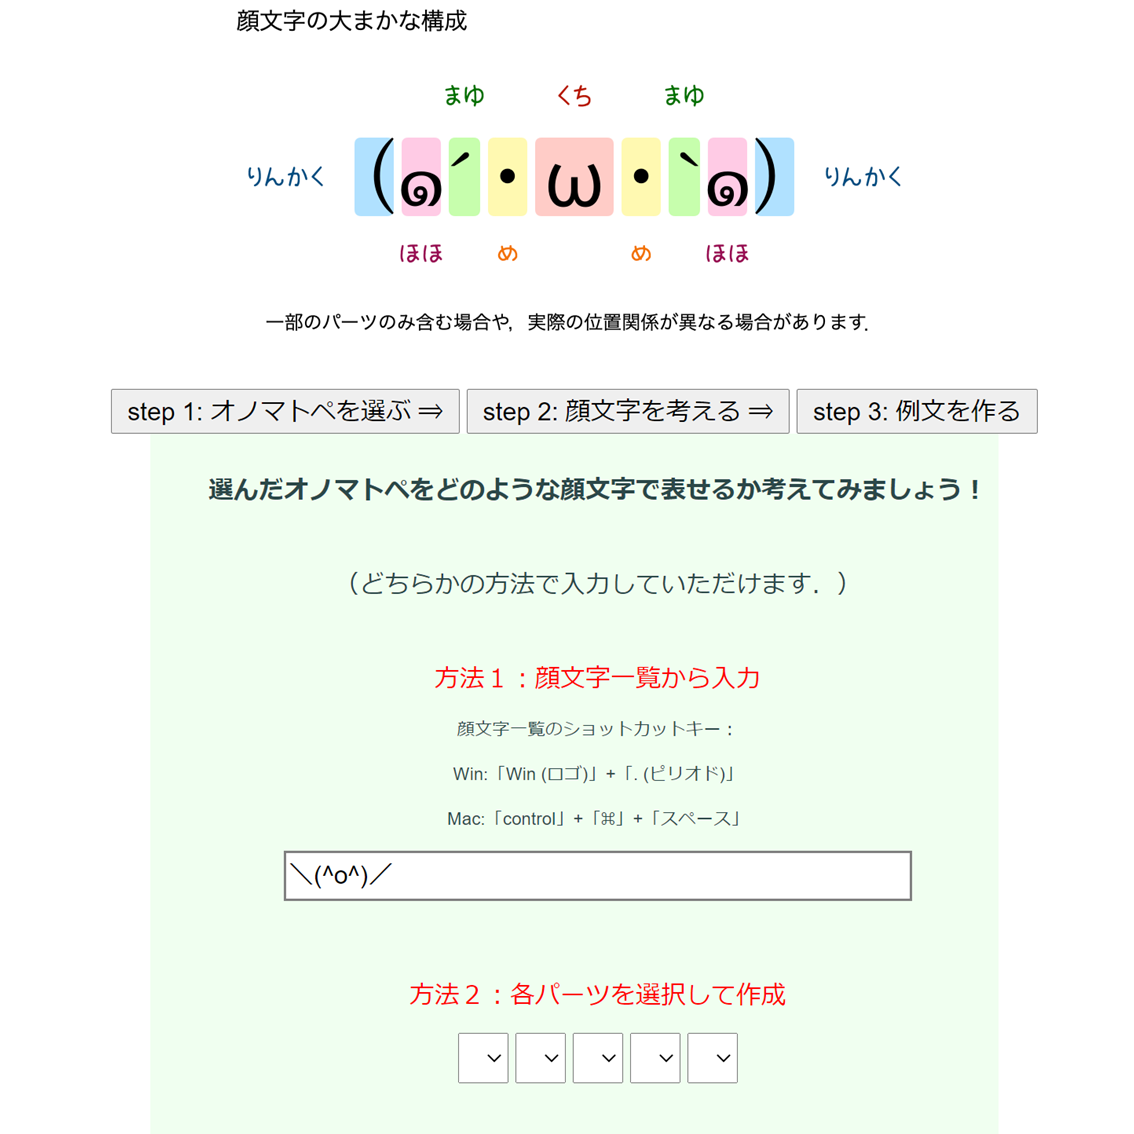 顔文字の大まかな構成
まゆ くち まゆ
りんかく (๑´・ω・`๑) りんかく
ほほ め め ほほ
一部のパーツのみ含む場合や，実際の位置関係が異なる場合があります．
step 1: オノマトペを選ぶ ⇒ step 2: 顔文字を考える ⇒ step 3: 例文を作る
選んだオノマトペをどのような顔文字で表せるか考えてみましょう！
（どちらかの方法で入力していただけます．）
方法１：顔文字一覧から入力
顔文字一覧のショットカットキー：
Win:「Win (ロゴ)」+「. (ピリオド)」
Mac:「control」+「⌘」+「スペース」
＼(^o^)／
方法２：各パーツを選択して作成